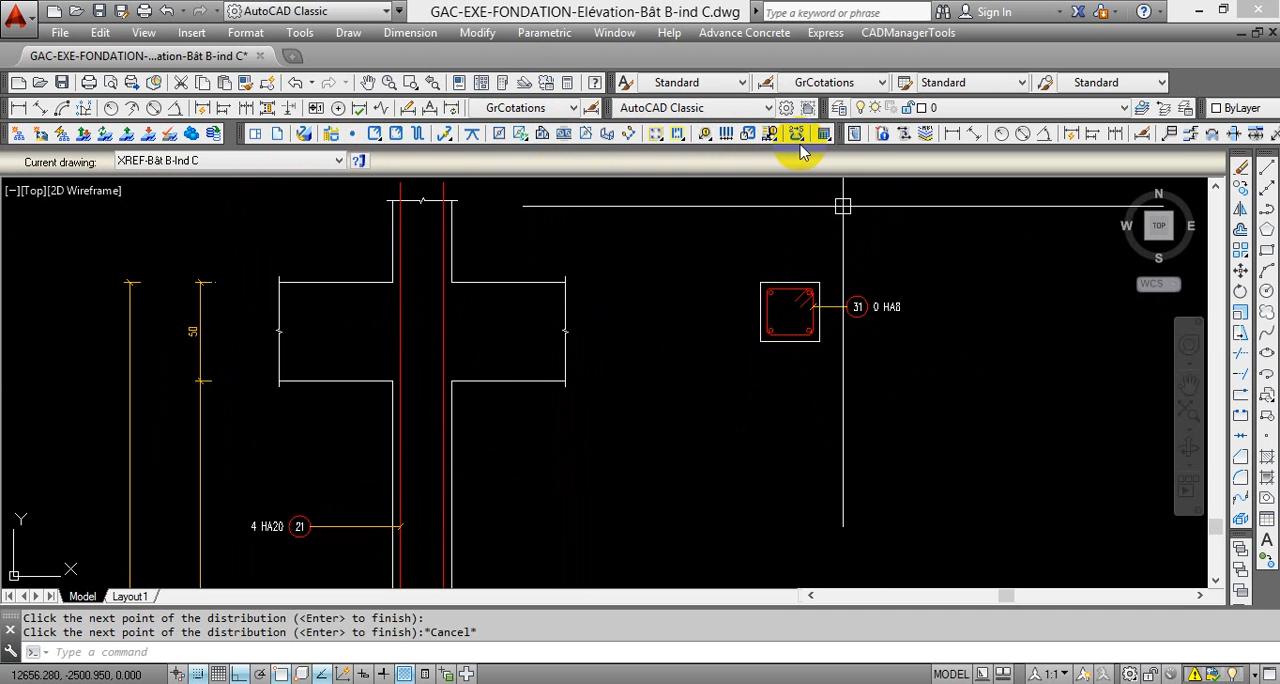 AutoCAD Classic
GAC-EXE-FONDATION-Elévation-Bât B-ind C.dwg
Type a keyword or phrase
Sign In
File Edit View Insert Format Tools Draw Dimension Modify Parametric Window Help Advance Concrete Express CADManagerTools
GAC-EXE-FONDATION-...ation-Bât B-ind C*
Standard
GrCotations
Standard
Standard
GrCotations
AutoCAD Classic
0
ByLayer
Current drawing:
XREF-Bât B-Ind C
[−][Top][2D Wireframe]
N
W
TOP
E
S
WCS
50
31 0 HA8
4 HA20 21
Y
X
Model Layout1
Click the next point of the distribution (<Enter> to finish):
Click the next point of the distribution (<Enter> to finish):*Cancel*
Type a command
12656.280, -2500.950, 0.000
MODEL
1:1